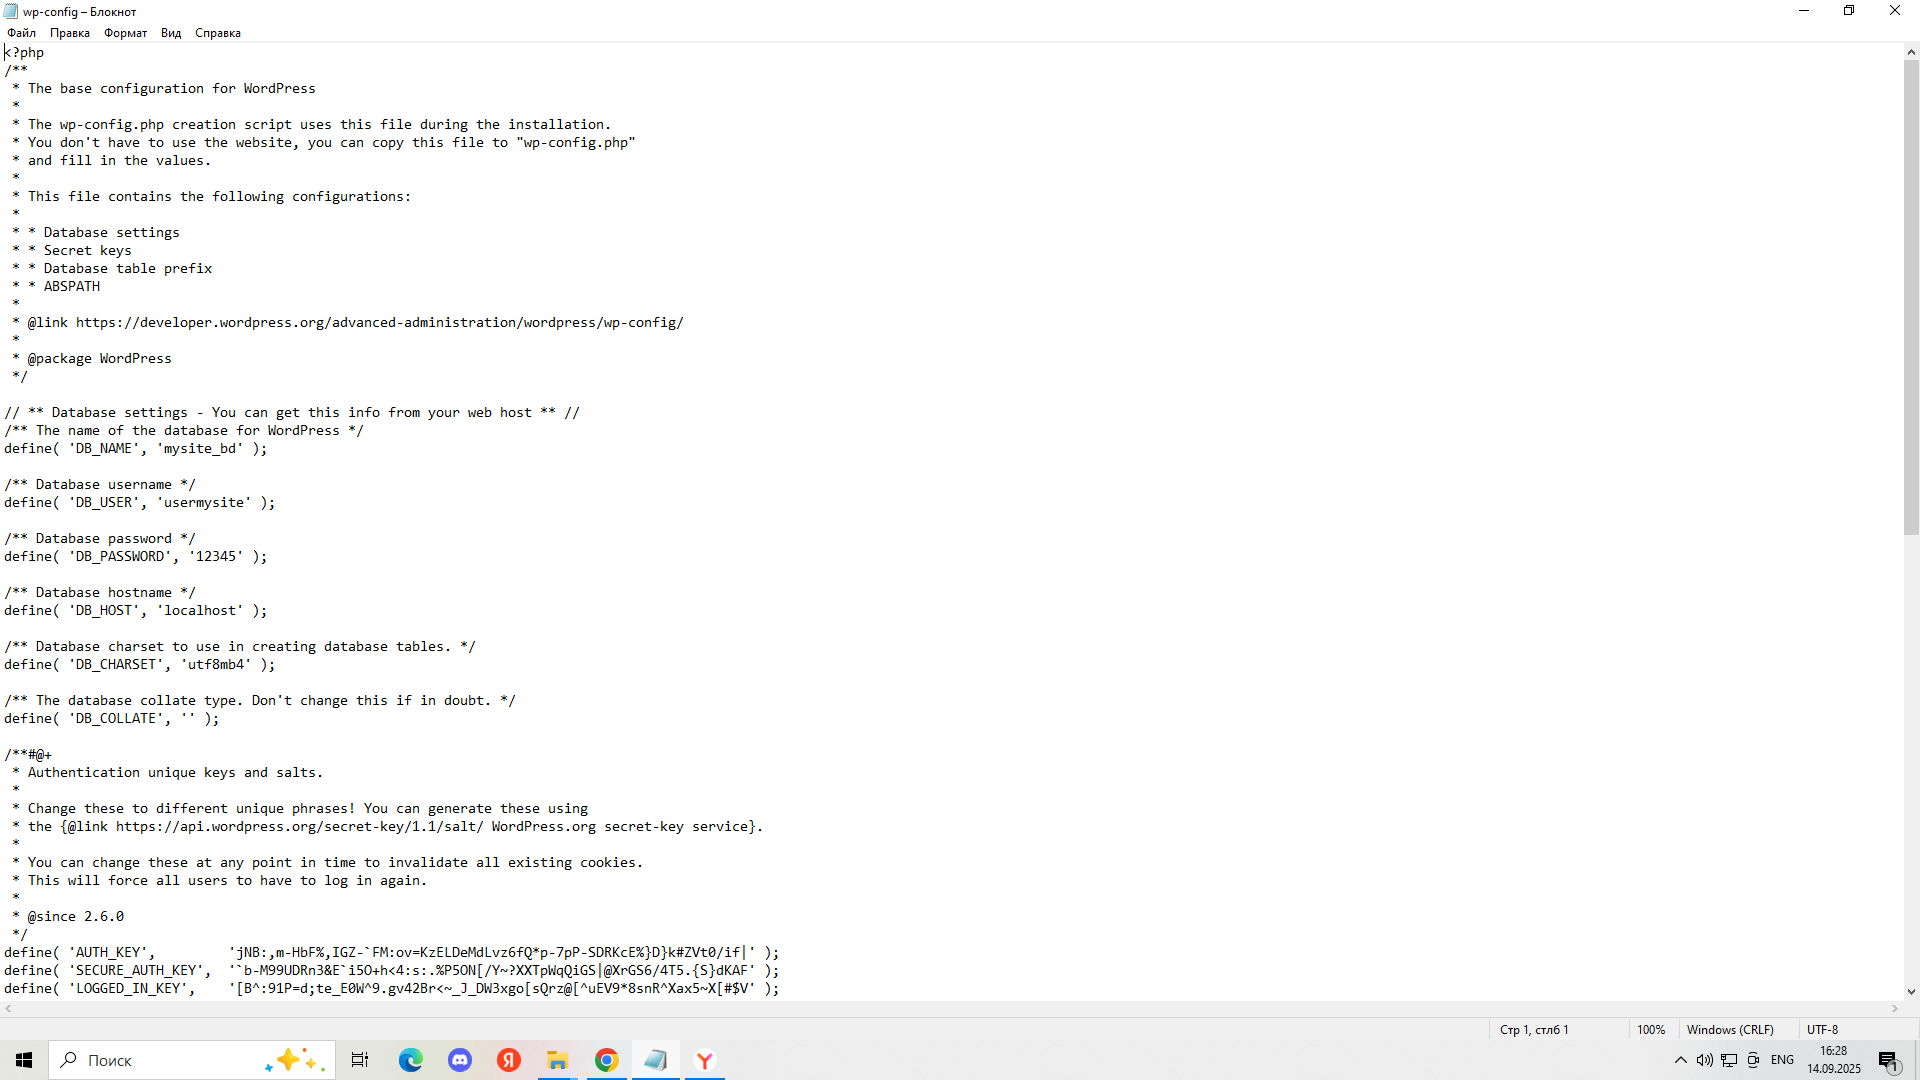 wp-config – Блокнот
Файл Правка Формат Вид Справка
<?php
/**
 * The base configuration for WordPress
 *
 * The wp-config.php creation script uses this file during the installation.
 * You don't have to use the website, you can copy this file to "wp-config.php"
 * and fill in the values.
 *
 * This file contains the following configurations:
 *
 * * Database settings
 * * Secret keys
 * * Database table prefix
 * * ABSPATH
 *
 * @link https://developer.wordpress.org/advanced-administration/wordpress/wp-config/
 *
 * @package WordPress
 */
// ** Database settings - You can get this info from your web host ** //
/** The name of the database for WordPress */
define( 'DB_NAME', 'mysite_bd' );
/** Database username */
define( 'DB_USER', 'usermysite' );
/** Database password */
define( 'DB_PASSWORD', '12345' );
/** Database hostname */
define( 'DB_HOST', 'localhost' );
/** Database charset to use in creating database tables. */
define( 'DB_CHARSET', 'utf8mb4' );
/** The database collate type. Don't change this if in doubt. */
define( 'DB_COLLATE', '' );
/**#@+
 * Authentication unique keys and salts.
 *
 * Change these to different unique phrases! You can generate these using
 * the {@link https://api.wordpress.org/secret-key/1.1/salt/ WordPress.org secret-key service}.
 *
 * You can change these at any point in time to invalidate all existing cookies.
 * This will force all users to have to log in again.
 *
 * @since 2.6.0
 */
define( 'AUTH_KEY',         'jNB:,m-HbF%,IGZ-`FM:ov=KzELDeMdLvz6fQ*p-7pP-SDRKcE%}D}k#ZVt0/if|' );
define( 'SECURE_AUTH_KEY',  '`b-M99UDRn3&E`i5O+h<4:s:.%P5ON[/Y~?XXTpWqQiGS|@XrGS6/4T5.{S}dKAF' );
define( 'LOGGED_IN_KEY',    '[B^:91P=d;te_E0W^9.gv42Br<~_J_DW3xgo[sQrz@[^uEV9*8snR^Xax5~X[#$V' );
Стр 1, стлб 1 100% Windows (CRLF) UTF-8
Поиск
Я
Y
ENG
16:28
14.09.2025
1